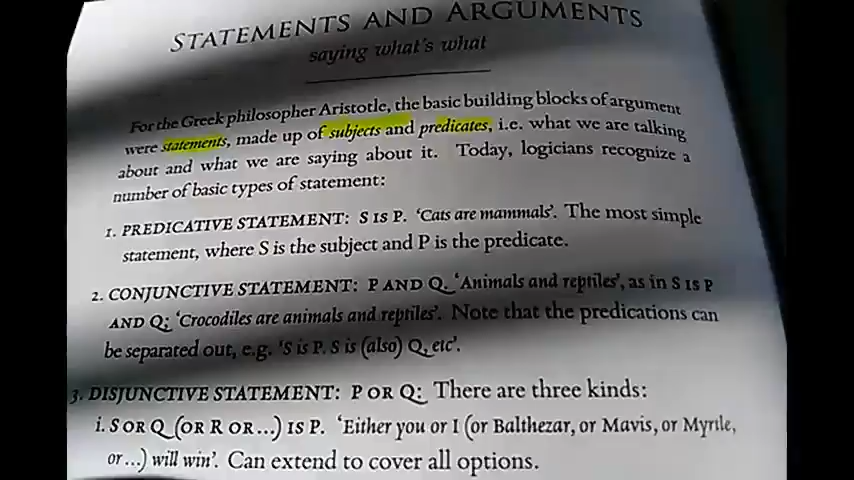 STATEMENTS AND ARGUMENTS
saying what's what
For the Greek philosopher Aristotle, the basic building blocks of argument
were statements, made up of subjects and predicates, i.e. what we are talking
about and what we are saying about it. Today, logicians recognize a
number of basic types of statement:
1. PREDICATIVE STATEMENT: S IS P. 'Cats are mammals'. The most simple
statement, where S is the subject and P is the predicate.
2. CONJUNCTIVE STATEMENT: P AND Q. 'Animals and reptiles', as in S IS P
AND Q; 'Crocodiles are animals and reptiles'. Note that the predications can
be separated out, e.g. 'S is P. S is (also) Q, etc'.
3. DISJUNCTIVE STATEMENT: P OR Q: There are three kinds:
i. S OR Q (OR R OR...) IS P. 'Either you or I (or Balthezar, or Mavis, or Myrtle,
or...) will win'. Can extend to cover all options.